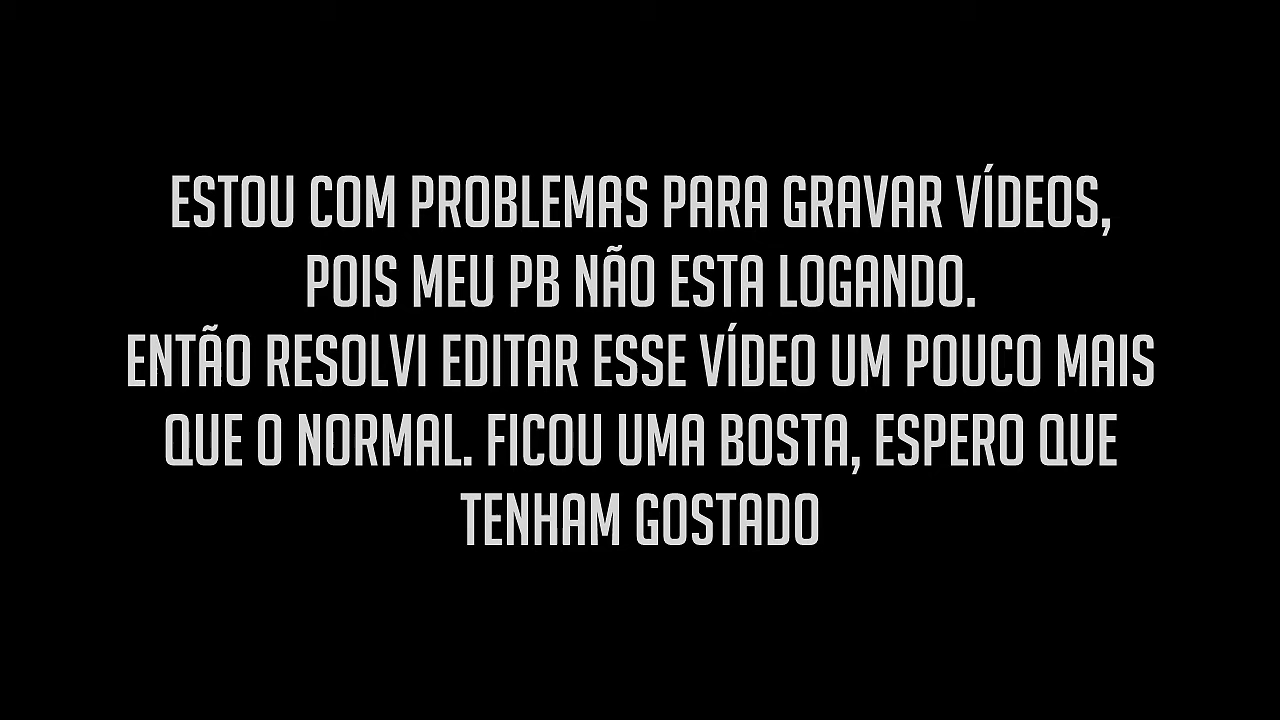 ESTOU COM PROBLEMAS PARA GRAVAR VÍDEOS,
POIS MEU PB NÃO ESTA LOGANDO.
ENTÃO RESOLVI EDITAR ESSE VÍDEO UM POUCO MAIS
QUE O NORMAL. FICOU UMA BOSTA, ESPERO QUE
TENHAM GOSTADO